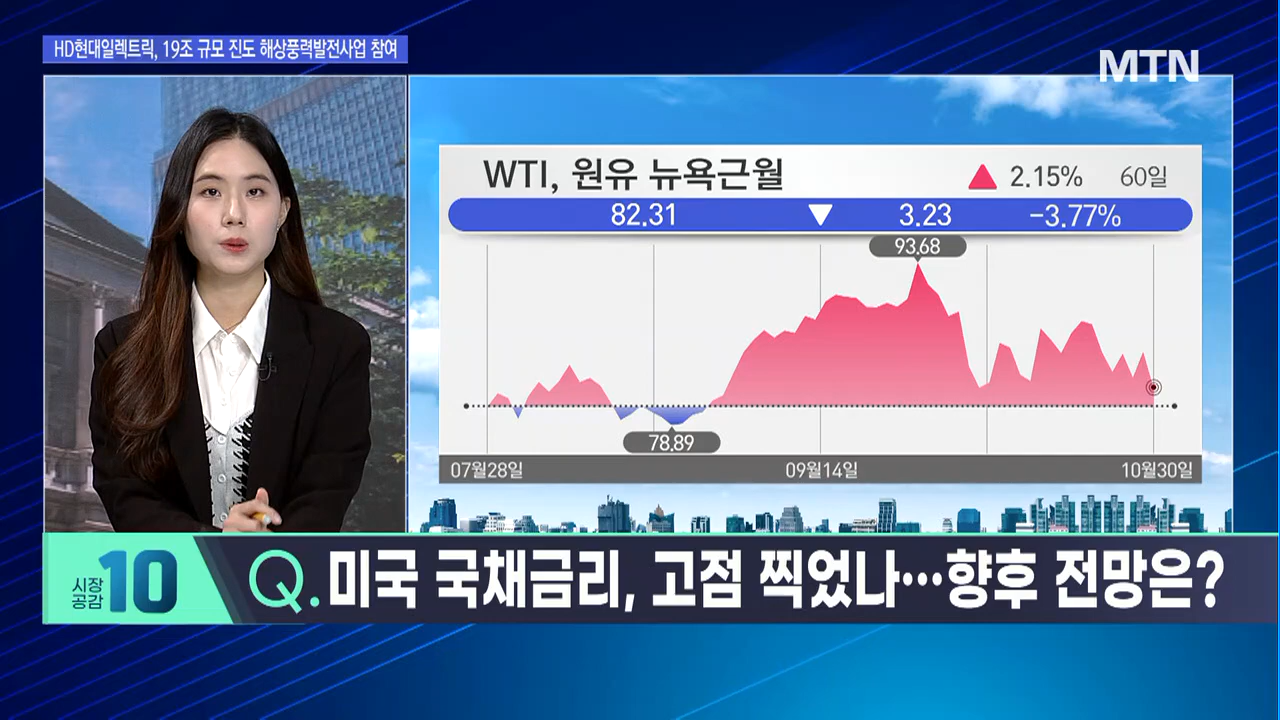 HD현대일렉트릭, 19조 규모 진도 해상풍력발전사업 참여
MTN
WTI, 원유 뉴욕근월 ▲ 2.15% 60일
82.31 ▼ 3.23 -3.77%
93.68
78.89
07월28일 09월14일 10월30일
시장공감10
Q. 미국 국채금리, 고점 찍었나…향후 전망은?